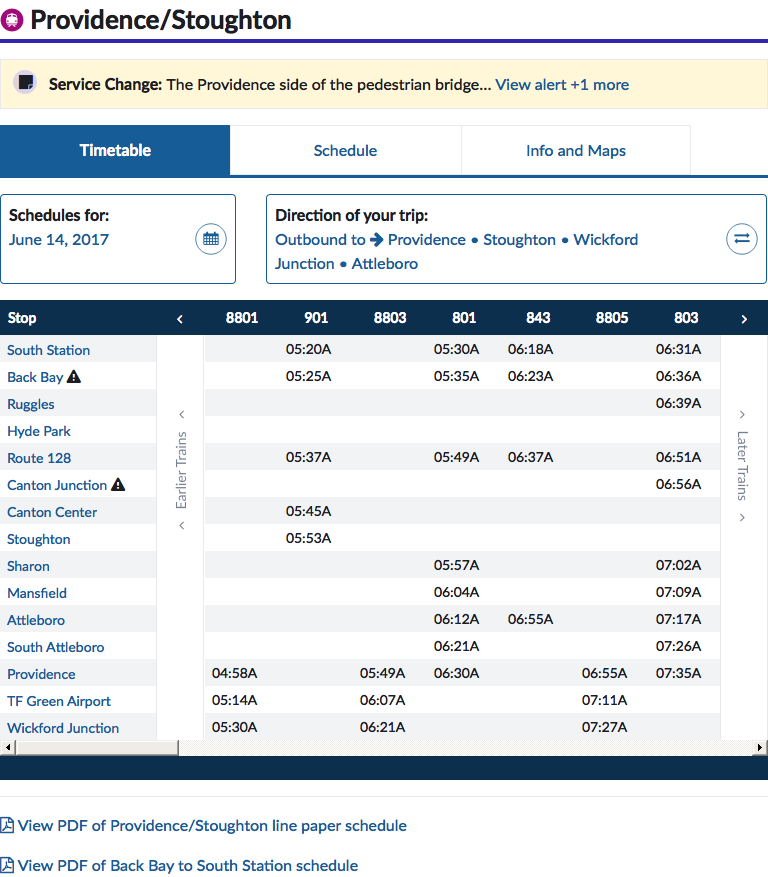 Providence/Stoughton
Service Change: The Providence side of the pedestrian bridge... View alert +1 more
Timetable Schedule Info and Maps
Schedules for:
June 14, 2017
Direction of your trip:
Outbound to Providence • Stoughton • Wickford
Junction • Attleboro
Stop 8801 901 8803 801 843 8805 803
South Station 05:20A 05:30A 06:18A 06:31A
Back Bay 05:25A 05:35A 06:23A 06:36A
Ruggles 06:39A
Hyde Park
Route 128 05:37A 05:49A 06:37A 06:51A
Canton Junction 06:56A
Canton Center 05:45A
Stoughton 05:53A
Sharon 05:57A 07:02A
Mansfield 06:04A 07:09A
Attleboro 06:12A 06:55A 07:17A
South Attleboro 06:21A 07:26A
Providence 04:58A 05:49A 06:30A 06:55A 07:35A
TF Green Airport 05:14A 06:07A 07:11A
Wickford Junction 05:30A 06:21A 07:27A
Earlier Trains
Later Trains
View PDF of Providence/Stoughton line paper schedule
View PDF of Back Bay to South Station schedule